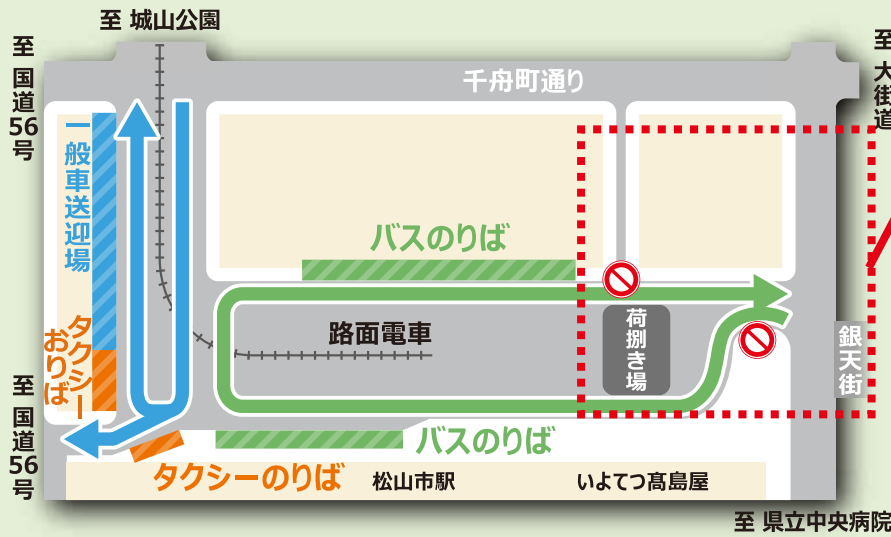 至 城山公園
至 国道56号
千舟町通り
至 大街道
一般車送迎場
バスのりば
路面電車
荷捌き場
銀天街
タクシー
おりば
至 国道56号
バスのりば
タクシーのりば
松山市駅
いよてつ髙島屋
至 県立中央病院